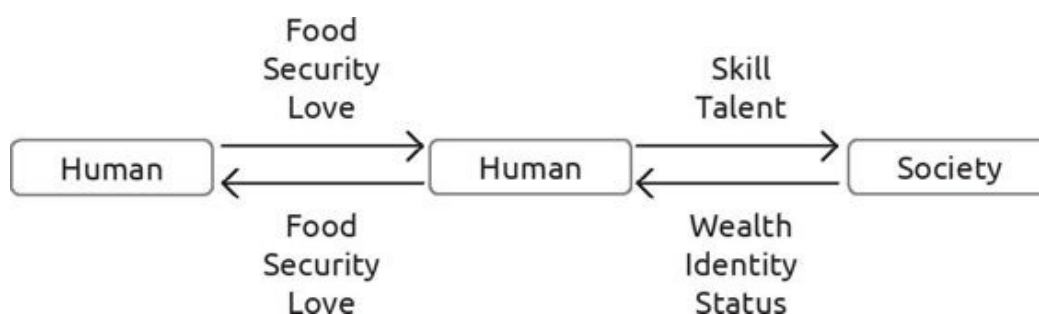 Food
Security
Love
Skill
Talent
Human
Human
Society
Food
Security
Love
Wealth
Identity
Status